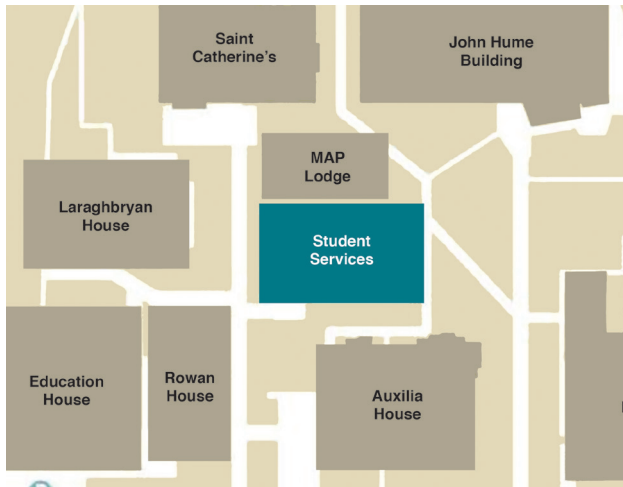 Saint
Catherine's
John Hume
Building
MAP
Lodge
Laraghbryan
House
Student
Services
Education
House
Rowan
House
Auxilia
House